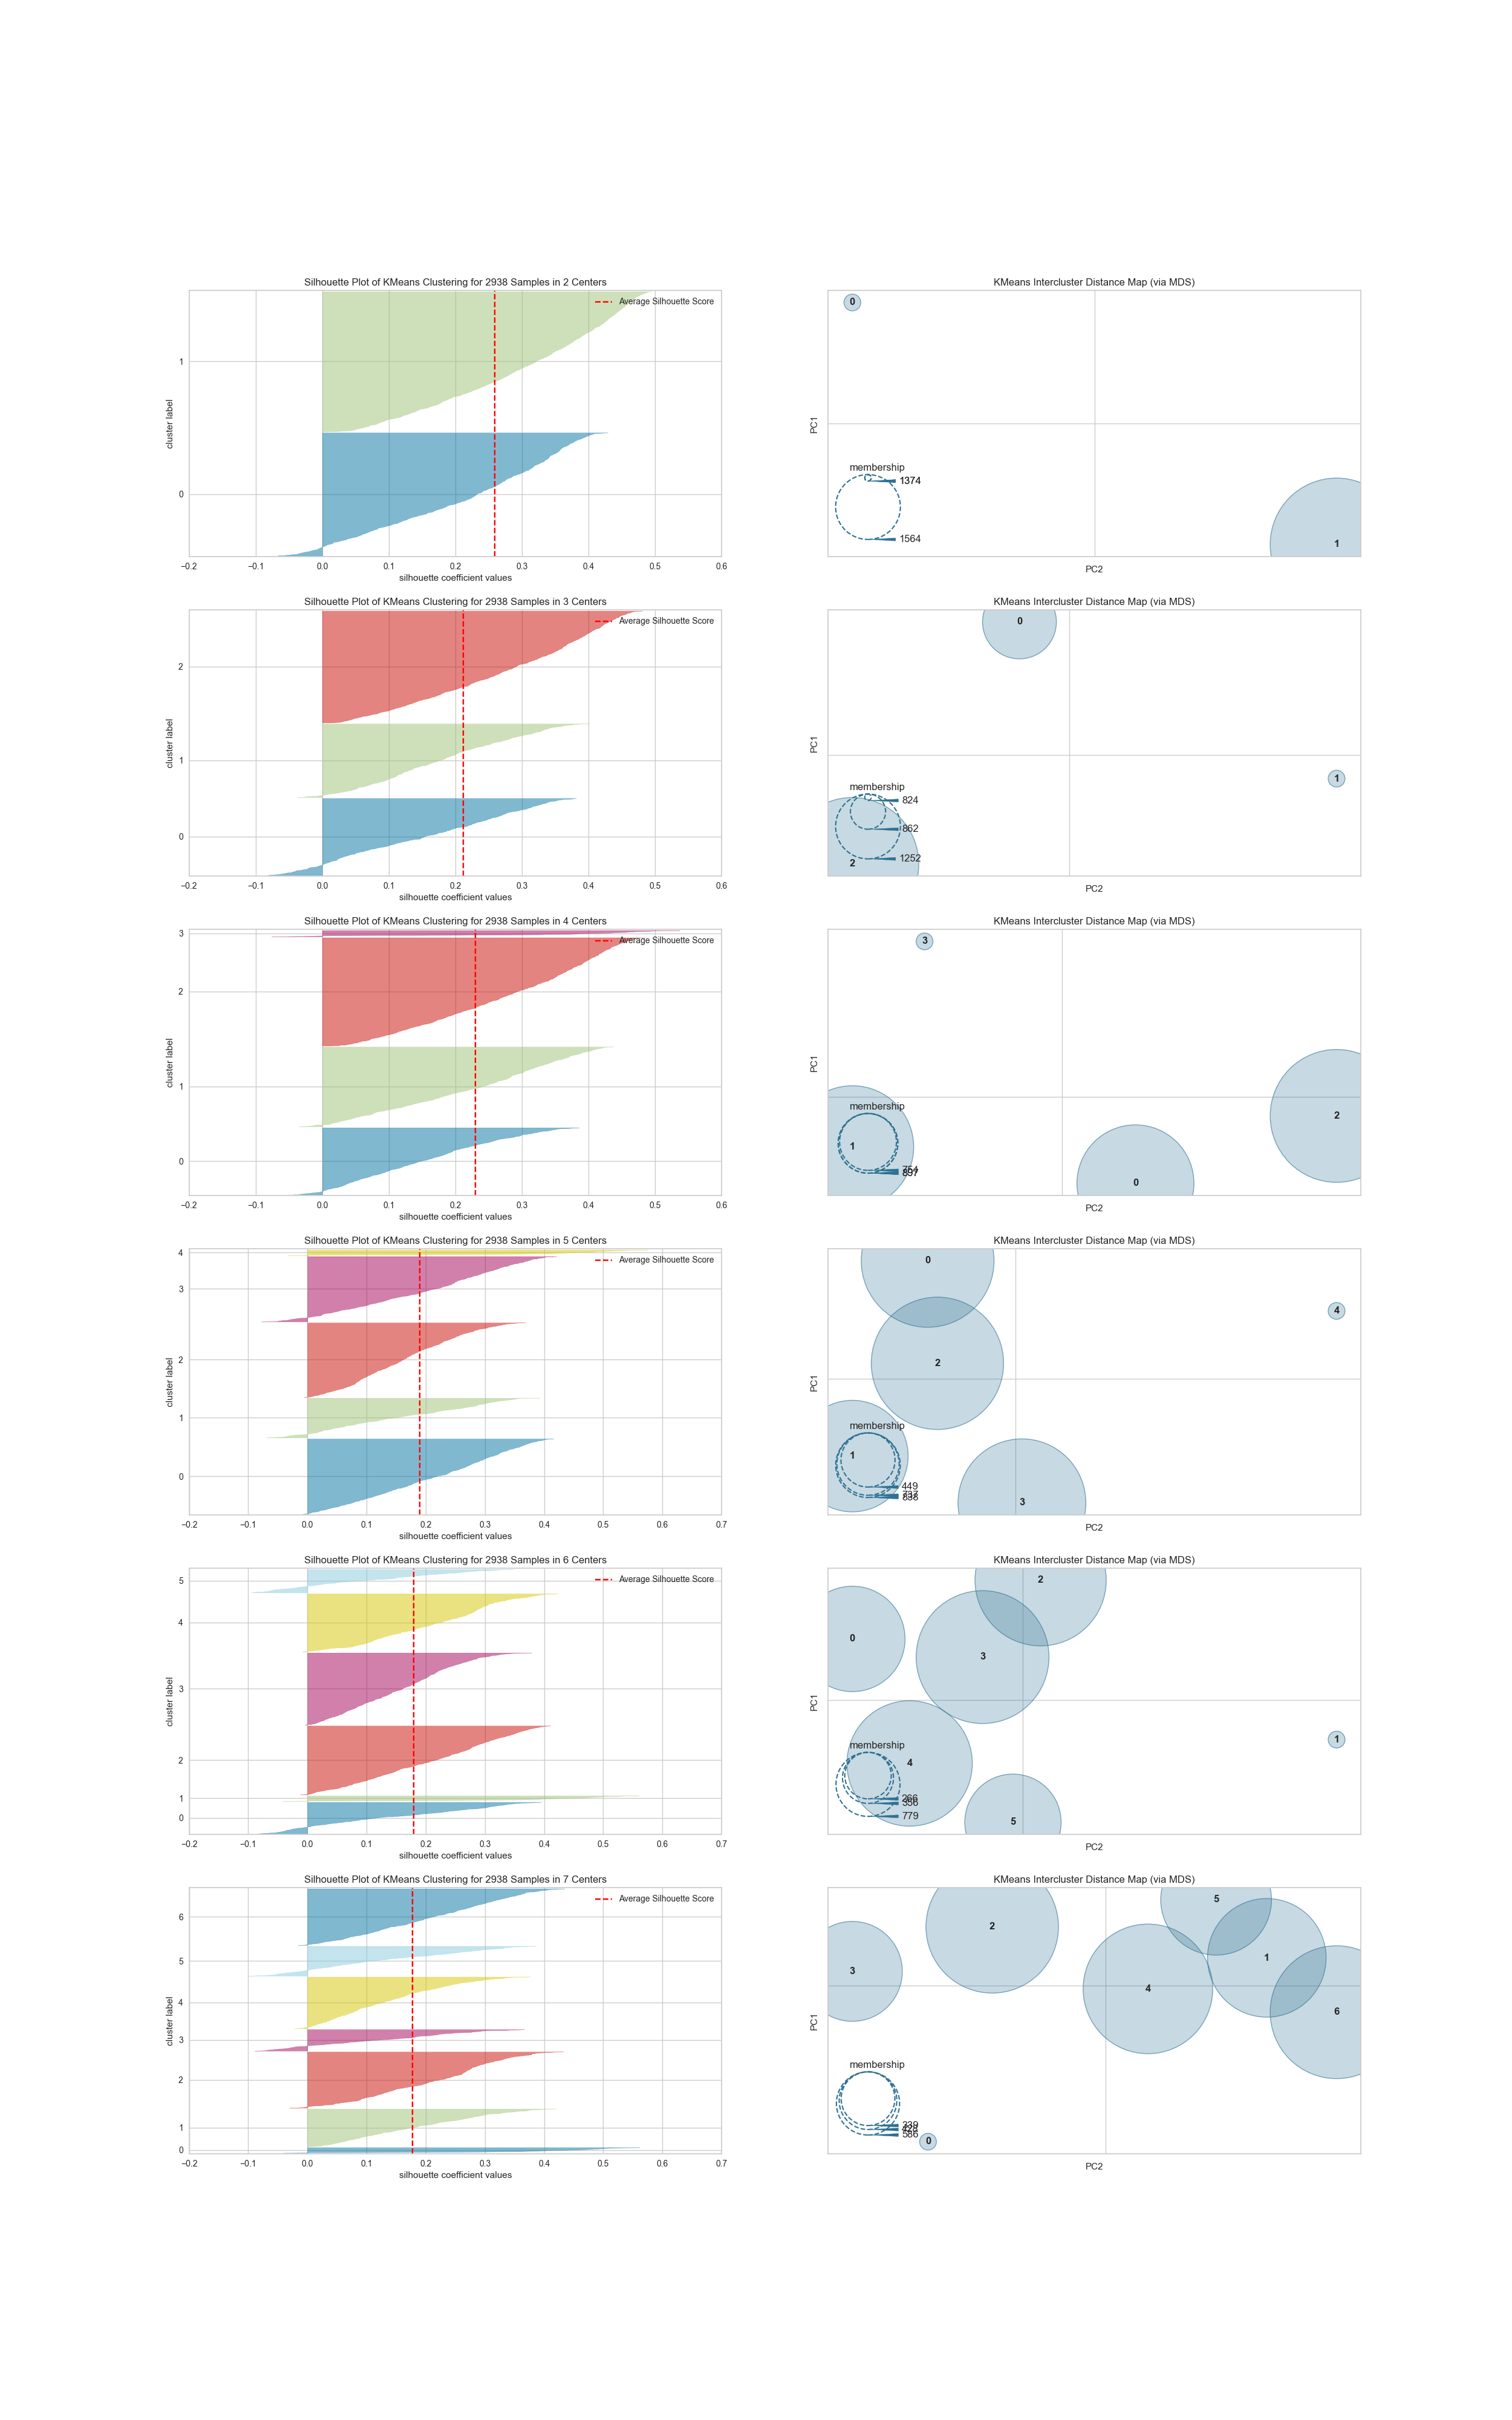 Silhouette Plot of KMeans Clustering for 2938 Samples in 2 Centers
Average Silhouette Score
cluster label
1
0
−0.2 −0.1 0.0 0.1 0.2 0.3 0.4 0.5 0.6
silhouette coefficient values
KMeans Intercluster Distance Map (via MDS)
0
PC1
membership
1374
1564
1
PC2
Silhouette Plot of KMeans Clustering for 2938 Samples in 3 Centers
Average Silhouette Score
cluster label
2
1
0
−0.2 −0.1 0.0 0.1 0.2 0.3 0.4 0.5 0.6
silhouette coefficient values
KMeans Intercluster Distance Map (via MDS)
0
PC1
1
membership
824
862
1252
2
PC2
Silhouette Plot of KMeans Clustering for 2938 Samples in 4 Centers
Average Silhouette Score
cluster label
3
2
1
0
−0.2 −0.1 0.0 0.1 0.2 0.3 0.4 0.5 0.6
silhouette coefficient values
KMeans Intercluster Distance Map (via MDS)
3
PC1
membership
2
1
0
PC2
Silhouette Plot of KMeans Clustering for 2938 Samples in 5 Centers
Average Silhouette Score
cluster label
4
3
2
1
0
−0.2 −0.1 0.0 0.1 0.2 0.3 0.4 0.5 0.6 0.7
silhouette coefficient values
KMeans Intercluster Distance Map (via MDS)
0
4
2
PC1
membership
1
449
3
PC2
Silhouette Plot of KMeans Clustering for 2938 Samples in 6 Centers
Average Silhouette Score
cluster label
5
4
3
2
1
0
−0.2 −0.1 0.0 0.1 0.2 0.3 0.4 0.5 0.6 0.7
silhouette coefficient values
KMeans Intercluster Distance Map (via MDS)
2
0
3
PC1
1
membership
4
779
5
PC2
Silhouette Plot of KMeans Clustering for 2938 Samples in 7 Centers
Average Silhouette Score
cluster label
6
5
4
3
2
1
0
−0.2 −0.1 0.0 0.1 0.2 0.3 0.4 0.5 0.6 0.7
silhouette coefficient values
KMeans Intercluster Distance Map (via MDS)
5
2
1
3
4
6
PC1
membership
586
0
PC2